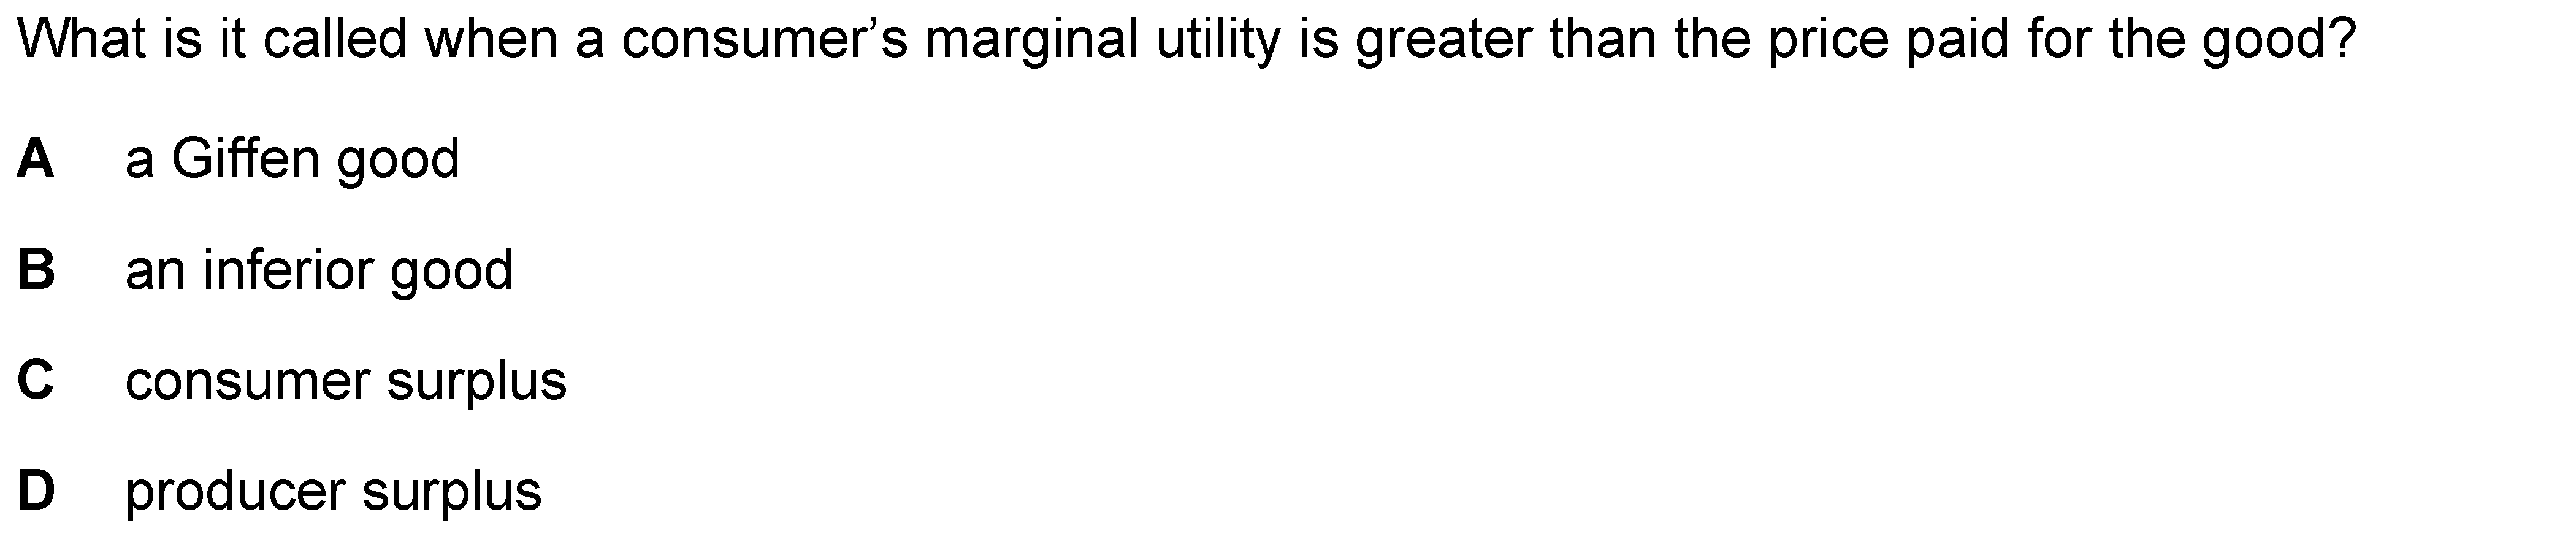 What is it called when a consumer’s marginal utility is greater than the price paid for the good?
A a Giffen good
B an inferior good
C consumer surplus
D producer surplus